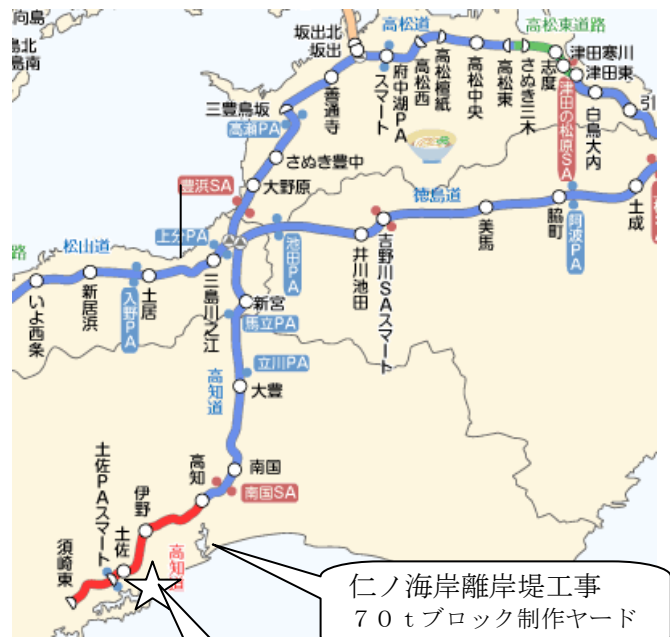 向島
島北
島南
坂出北
坂出
高松道
高松東道路
府中湖PA
スマート
高松西
高松檀紙
高松中央
高松東
さぬき三木
志度
津田寒川
津田東
津田の松原SA
白鳥大内
引
善通寺
三豊鳥坂
高瀬PA
さぬき豊中
豊浜SA
大野原
徳島道
上分PA
池田PA
井川池田
吉野川SAスマート
美馬
脇町
阿波PA
土成
路
松山道
いよ西条
新居浜
入野PA
土居
三島川之江
新宮
馬立PA
立川PA
高知道
大豊
南国
南国SA
高知
伊野
土佐
土佐PAスマート
須崎東
高知道
仁ノ海岸離岸堤工事
７０ｔブロック制作ヤード